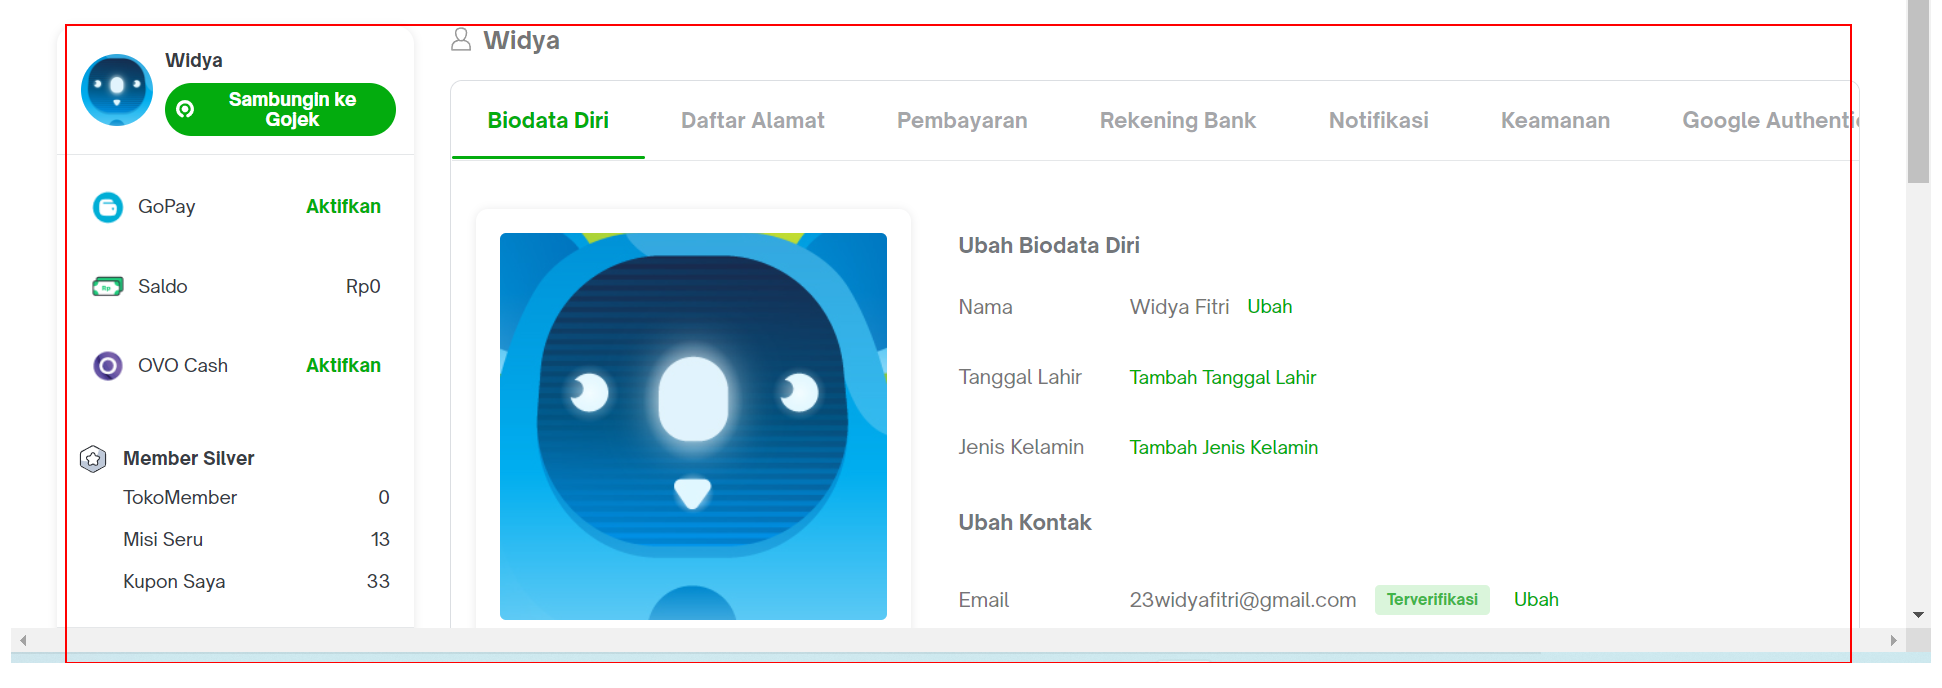 Widya
Sambungin ke
Gojek
GoPay Aktifkan
Saldo Rp0
OVO Cash Aktifkan
Member Silver
TokoMember 0
Misi Seru 13
Kupon Saya 33
Widya
Biodata Diri Daftar Alamat Pembayaran Rekening Bank Notifikasi Keamanan Google Authenti
Ubah Biodata Diri
Nama Widya Fitri Ubah
Tanggal Lahir Tambah Tanggal Lahir
Jenis Kelamin Tambah Jenis Kelamin
Ubah Kontak
Email 23widyafitri@gmail.com Terverifikasi Ubah